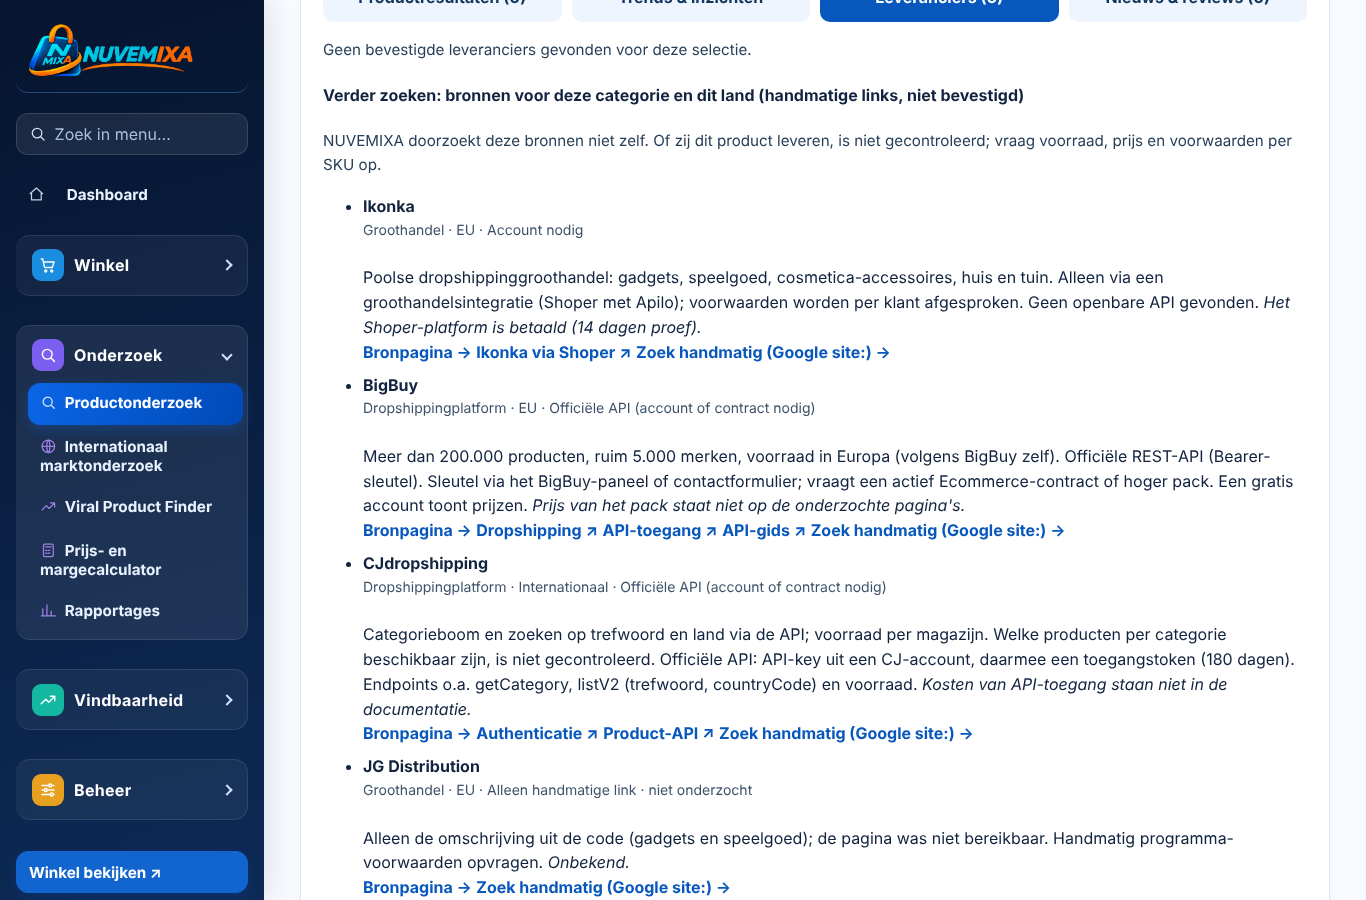 NUVEMIXA
N
MIXA
Zoek in menu...
Dashboard
Winkel
Onderzoek
Productonderzoek
Internationaal
marktonderzoek
Viral Product Finder
Prijs- en
margecalculator
Rapportages
Vindbaarheid
Beheer
Winkel bekijken ↗
Productresultaten (0)
Trends & inzichten
Leveranciers (0)
Nieuws & reviews (0)
Geen bevestigde leveranciers gevonden voor deze selectie.
Verder zoeken: bronnen voor deze categorie en dit land (handmatige links, niet bevestigd)
NUVEMIXA doorzoekt deze bronnen niet zelf. Of zij dit product leveren, is niet gecontroleerd; vraag voorraad, prijs en voorwaarden per
SKU op.
• Ikonka
Groothandel · EU · Account nodig
Poolse dropshippinggroothandel: gadgets, speelgoed, cosmetica-accessoires, huis en tuin. Alleen via een
groothandelsintegratie (Shoper met Apilo); voorwaarden worden per klant afgesproken. Geen openbare API gevonden. Het
Shoper-platform is betaald (14 dagen proef).
Bronpagina → Ikonka via Shoper ↗ Zoek handmatig (Google site:) →
• BigBuy
Dropshippingplatform · EU · Officiële API (account of contract nodig)
Meer dan 200.000 producten, ruim 5.000 merken, voorraad in Europa (volgens BigBuy zelf). Officiële REST-API (Bearer-
sleutel). Sleutel via het BigBuy-paneel of contactformulier; vraagt een actief Ecommerce-contract of hoger pack. Een gratis
account toont prijzen. Prijs van het pack staat niet op de onderzochte pagina's.
Bronpagina → Dropshipping ↗ API-toegang ↗ API-gids ↗ Zoek handmatig (Google site:) →
• CJdropshipping
Dropshippingplatform · Internationaal · Officiële API (account of contract nodig)
Categorieboom en zoeken op trefwoord en land via de API; voorraad per magazijn. Welke producten per categorie
beschikbaar zijn, is niet gecontroleerd. Officiële API: API-key uit een CJ-account, daarmee een toegangstoken (180 dagen).
Endpoints o.a. getCategory, listV2 (trefwoord, countryCode) en voorraad. Kosten van API-toegang staan niet in de
documentatie.
Bronpagina → Authenticatie ↗ Product-API ↗ Zoek handmatig (Google site:) →
• JG Distribution
Groothandel · EU · Alleen handmatige link · niet onderzocht
Alleen de omschrijving uit de code (gadgets en speelgoed); de pagina was niet bereikbaar. Handmatig programma-
voorwaarden opvragen. Onbekend.
Bronpagina → Zoek handmatig (Google site:) →